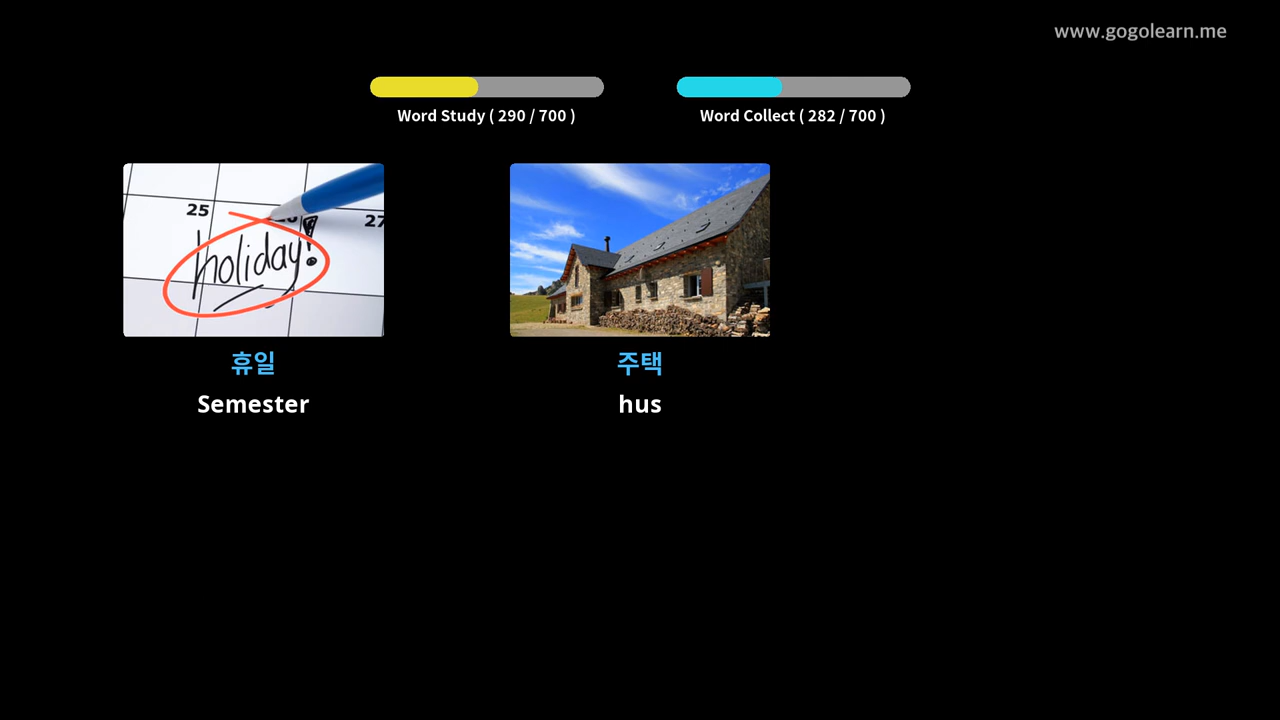 www.gogolearn.me
Word Study ( 290 / 700 )
Word Collect ( 282 / 700 )
25
27
holiday!
휴일
주택
Semester
hus